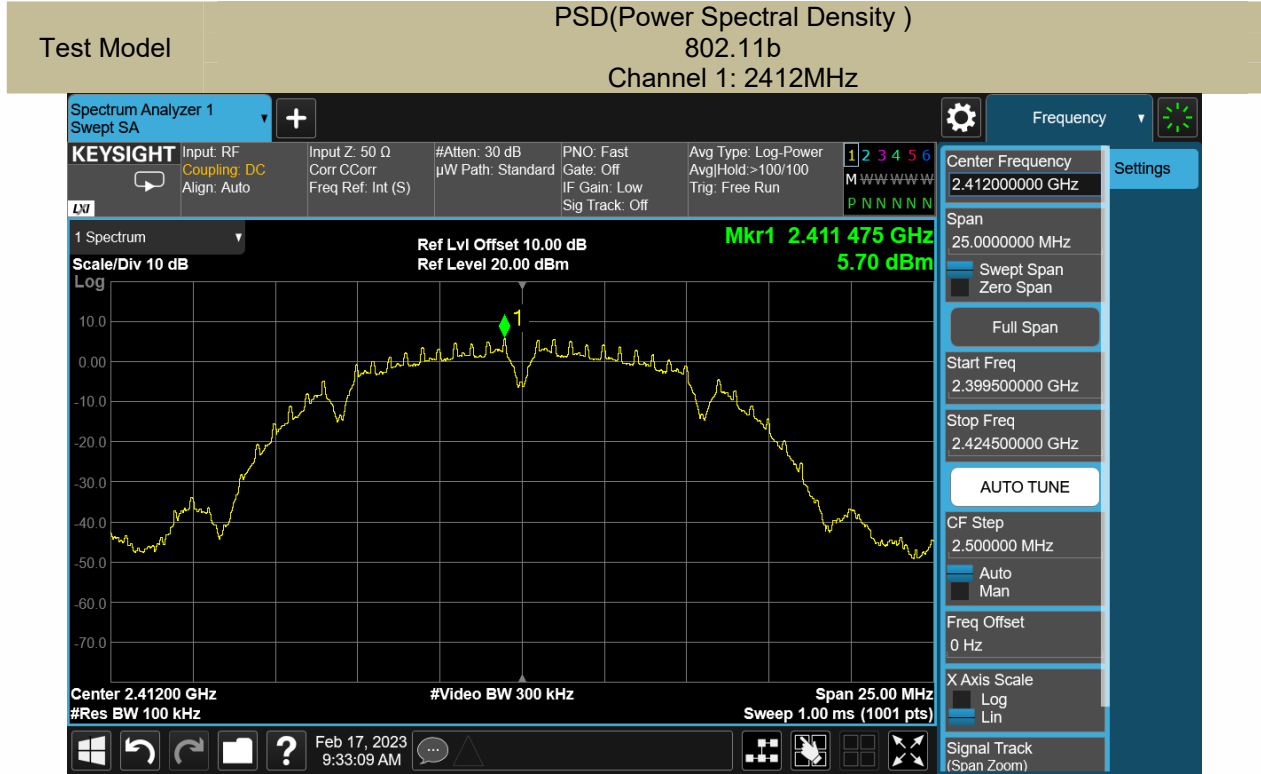 Test Model
PSD(Power Spectral Density )
802.11b
Channel 1: 2412MHz
Spectrum Analyzer 1
Swept SA
+
Frequency
KEYSIGHT
LXI
Input: RF
Coupling: DC
Align: Auto
Input Z: 50 Ω
Corr CCorr
Freq Ref: Int (S)
#Atten: 30 dB
µW Path: Standard
PNO: Fast
Gate: Off
IF Gain: Low
Sig Track: Off
Avg Type: Log-Power
Avg|Hold:>100/100
Trig: Free Run
1 2 3 4 5 6
M W W W W W
P N N N N N
1 Spectrum
Scale/Div 10 dB
Log
Ref Lvl Offset 10.00 dB
Ref Level 20.00 dBm
Mkr1 2.411 475 GHz
5.70 dBm
1
10.0
0.00
-10.0
-20.0
-30.0
-40.0
-50.0
-60.0
-70.0
Center 2.41200 GHz
#Res BW 100 kHz
#Video BW 300 kHz
Span 25.00 MHz
Sweep 1.00 ms (1001 pts)
Center Frequency
2.412000000 GHz
Settings
Span
25.0000000 MHz
Swept Span
Zero Span
Full Span
Start Freq
2.399500000 GHz
Stop Freq
2.424500000 GHz
AUTO TUNE
CF Step
2.500000 MHz
Auto
Man
Freq Offset
0 Hz
X Axis Scale
Log
Lin
Signal Track
(Span Zoom)
?
Feb 17, 2023
9:33:09 AM